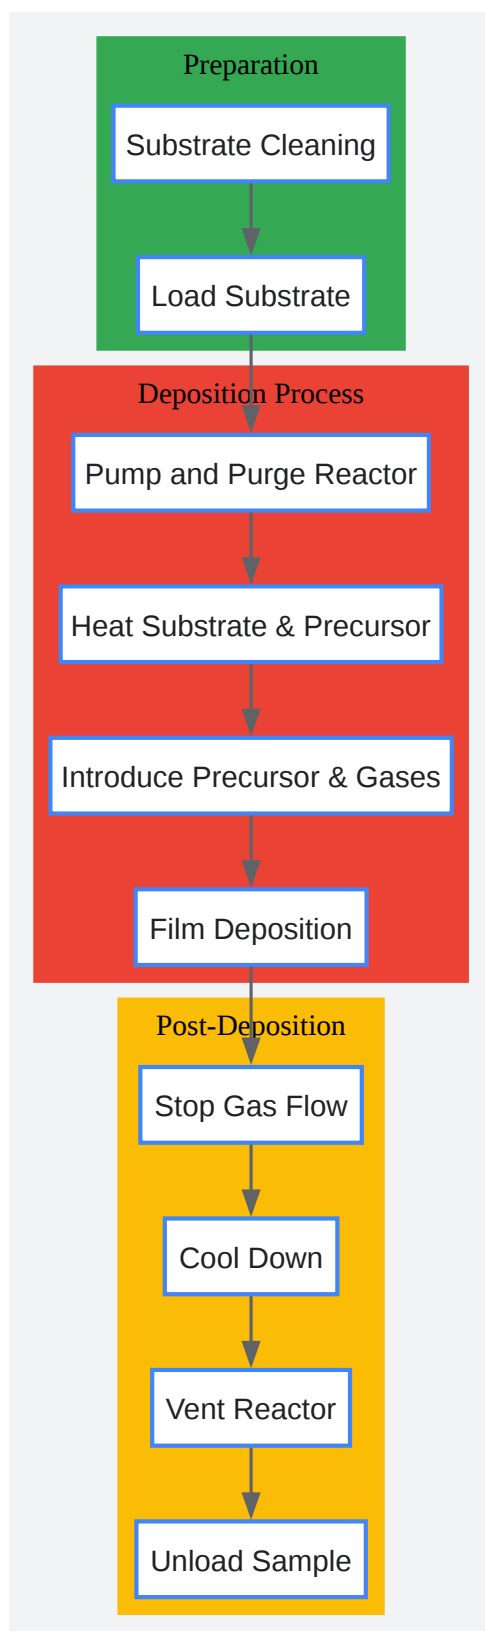 Preparation
Substrate Cleaning
Load Substrate
Deposition Process
Pump and Purge Reactor
Heat Substrate & Precursor
Introduce Precursor & Gases
Film Deposition
Post-Deposition
Stop Gas Flow
Cool Down
Vent Reactor
Unload Sample